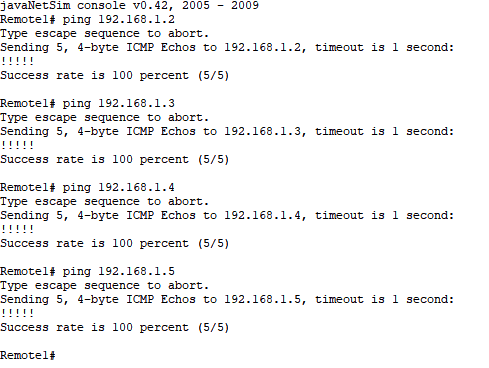 javaNetSim console v0.42, 2005 - 2009
Remote1# ping 192.168.1.2
Type escape sequence to abort.
Sending 5, 4-byte ICMP Echos to 192.168.1.2, timeout is 1 second:
!!!!!
Success rate is 100 percent (5/5)
Remote1# ping 192.168.1.3
Type escape sequence to abort.
Sending 5, 4-byte ICMP Echos to 192.168.1.3, timeout is 1 second:
!!!!!
Success rate is 100 percent (5/5)
Remote1# ping 192.168.1.4
Type escape sequence to abort.
Sending 5, 4-byte ICMP Echos to 192.168.1.4, timeout is 1 second:
!!!!!
Success rate is 100 percent (5/5)
Remote1# ping 192.168.1.5
Type escape sequence to abort.
Sending 5, 4-byte ICMP Echos to 192.168.1.5, timeout is 1 second:
!!!!!
Success rate is 100 percent (5/5)
Remote1#